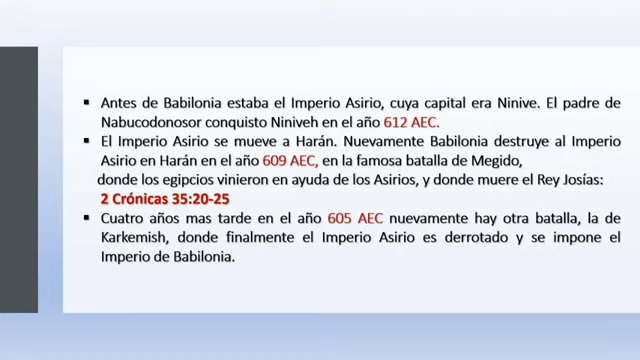 ▪ Antes de Babilonia estaba el Imperio Asirio, cuya capital era Ninive. El padre de
Nabucodonosor conquisto Niniveh en el año 612 AEC.
▪ El Imperio Asirio se mueve a Harán. Nuevamente Babilonia destruye al Imperio
Asirio en Harán en el año 609 AEC, en la famosa batalla de Megido,
donde los egipcios vinieron en ayuda de los Asirios, y donde muere el Rey Josías:
2 Crónicas 35:20-25
▪ Cuatro años mas tarde en el año 605 AEC nuevamente hay otra batalla, la de
Karkemish, donde finalmente el Imperio Asirio es derrotado y se impone el
Imperio de Babilonia.